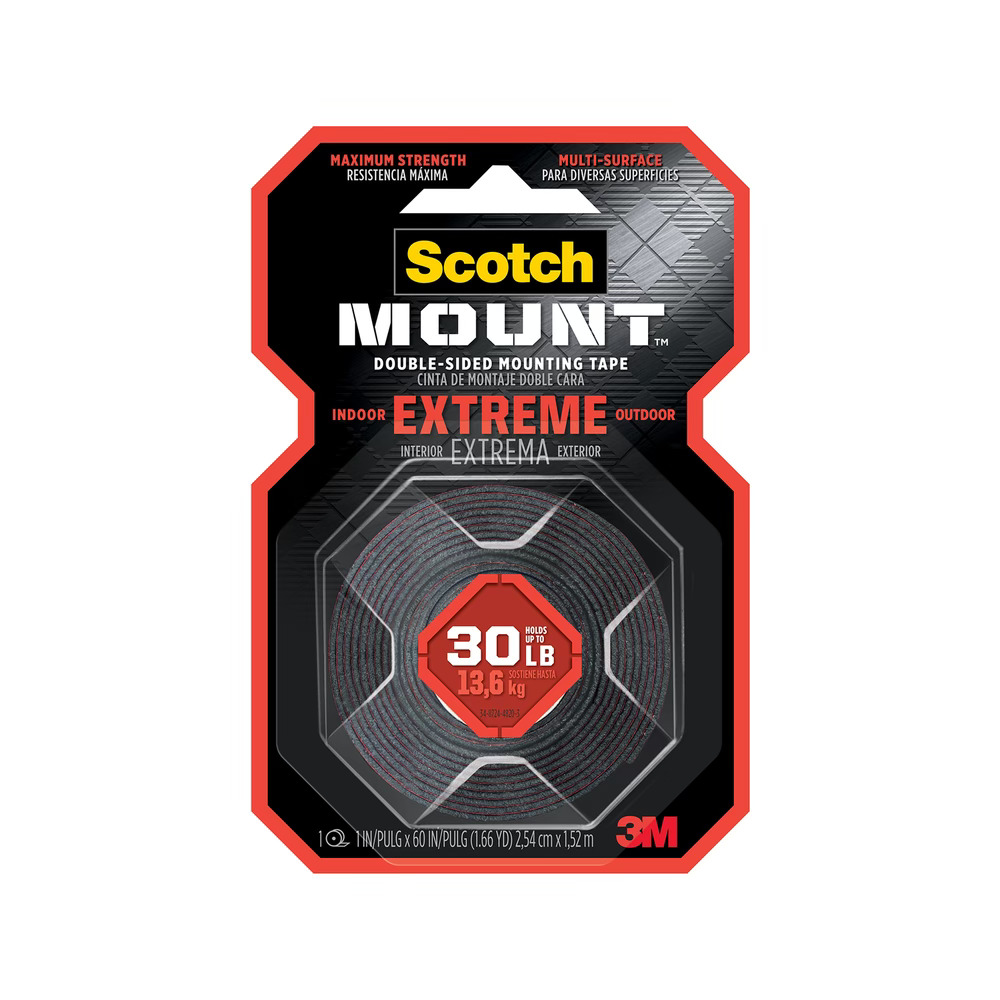 MAXIMUM STRENGTH
RESISTENCIA MÁXIMA
MULTI-SURFACE
PARA DIVERSAS SUPERFICIES
Scotch
MOUNT™
DOUBLE-SIDED MOUNTING TAPE
CINTA DE MONTAJE DOBLE CARA
INDOOR EXTREME OUTDOOR
INTERIOR EXTREMA EXTERIOR
30 HOLDS UP TO LB
13,6 kg SOSTIENE HASTA
1 1 IN/PULG x 60 IN/PULG (1.66 YD) 2,54 cm x 1,52 m
3M